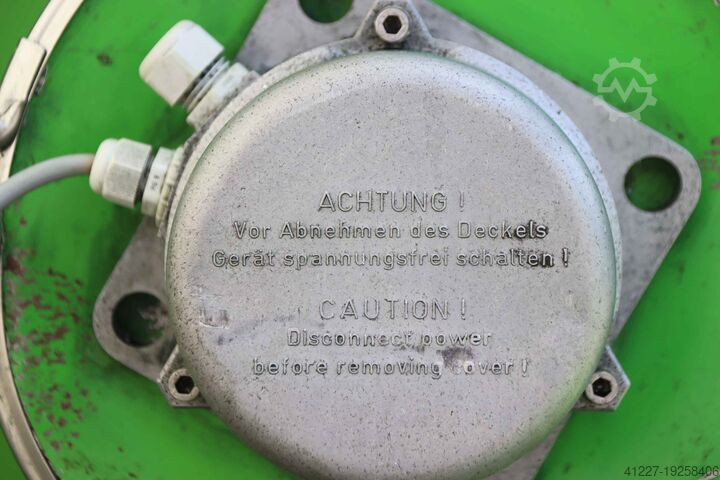 ACHTUNG !
Vor Abnehmen des Deckels
Gerät spannungsfrei schalten !
CAUTION !
Disconnect power
before removing cover !
41227-19258406